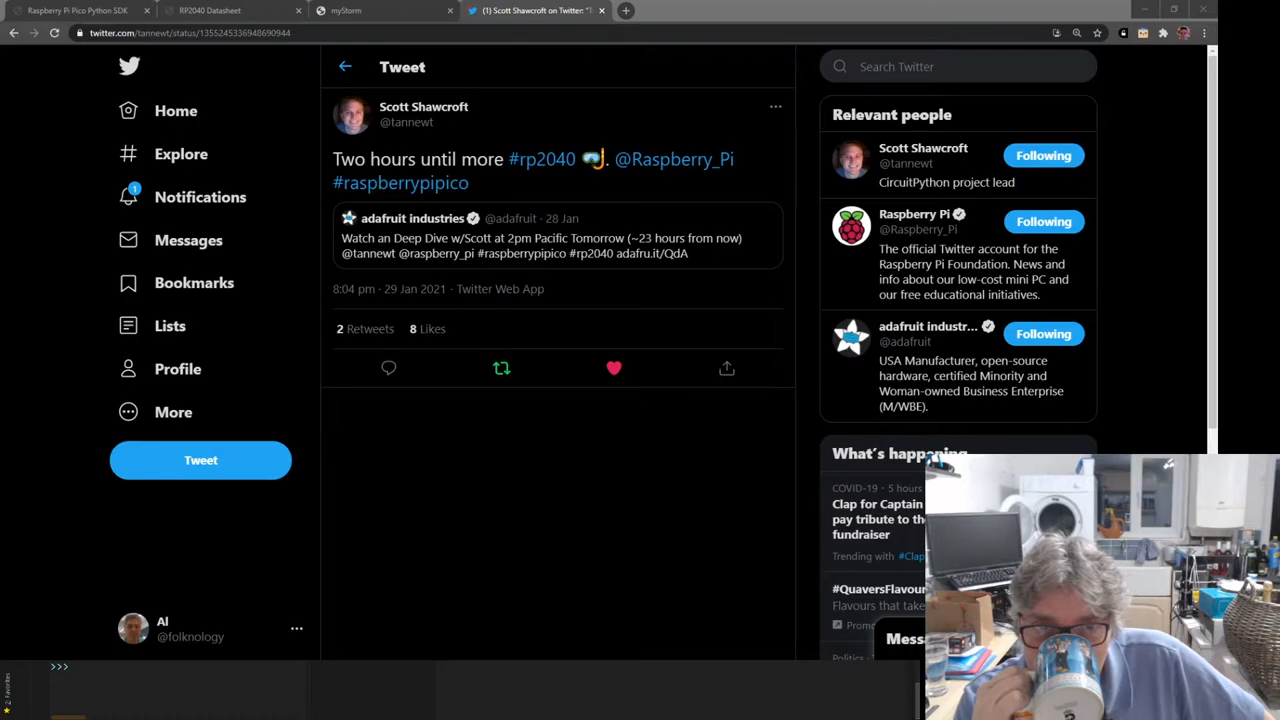 Raspberry Pi Pico Python SDK
RP2040 Datasheet
myStorm
(1) Scott Shawcroft on Twitter: "T
twitter.com/tannewt/status/1355245336948690944
Home
Explore
1
Notifications
Messages
Bookmarks
Lists
Profile
More
Tweet
Al
@folknology
Tweet
Scott Shawcroft
@tannewt
Two hours until more #rp2040 . @Raspberry_Pi
#raspberrypipico
adafruit industries @adafruit · 28 Jan
Watch an Deep Dive w/Scott at 2pm Pacific Tomorrow (~23 hours from now)
@tannewt @raspberry_pi #raspberrypipico #rp2040 adafru.it/QdA
8:04 pm · 29 Jan 2021 · Twitter Web App
2 Retweets 8 Likes
Search Twitter
Relevant people
Scott Shawcroft
@tannewt
Following
CircuitPython project lead
Raspberry Pi
@Raspberry_Pi
Following
The official Twitter account for the
Raspberry Pi Foundation. News and
info about our low-cost mini PC and
our free educational initiatives.
adafruit industr...
@adafruit
Following
USA Manufacturer, open-source
hardware, certified Minority and
Woman-owned Business Enterprise
(M/WBE).
What's happening
COVID-19 · 5 hours
Clap for Captain
pay tribute to the
fundraiser
Trending with #Clap
#QuaversFlavour
Flavours that take
Promo
Politics ·
Mess
>>>
2: Favorites